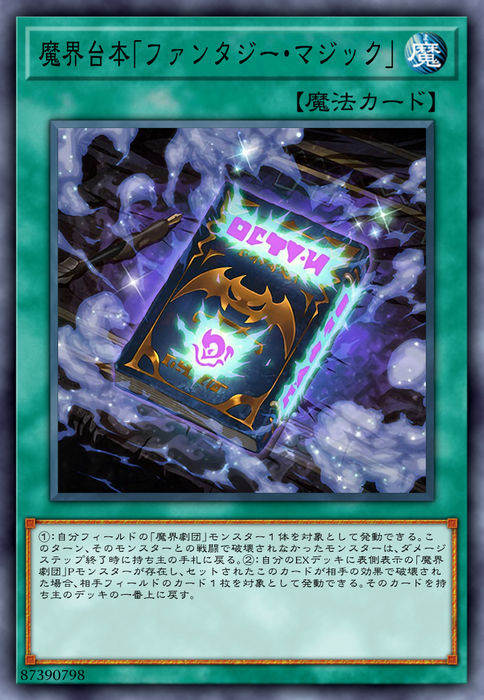 魔界台本「ファンタジー・マジック」
魔
【魔法カード】
①：自分フィールドの「魔界劇団」モンスター１体を対象として発動できる。こ
のターン、そのモンスターとの戦闘で破壊されなかったモンスターは、ダメージ
ステップ終了時に持ち主の手札に戻る。②：自分のEXデッキに表側表示の「魔界
劇団」Pモンスターが存在し、セットされたこのカードが相手の効果で破壊され
た場合、相手フィールドのカード１枚を対象として発動できる。そのカードを持
ち主のデッキの一番上に戻す。
87390798